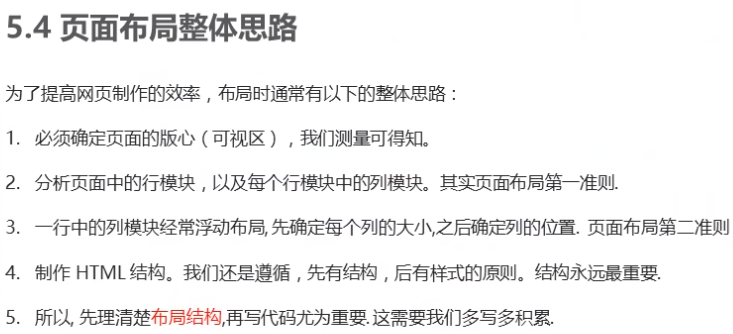 5.4 页面布局整体思路
为了提高网页制作的效率，布局时通常有以下的整体思路：
1. 必须确定页面的版心（可视区），我们测量可得知。
2. 分析页面中的行模块，以及每个行模块中的列模块。其实页面布局第一准则.
3. 一行中的列模块经常浮动布局, 先确定每个列的大小,之后确定列的位置. 页面布局第二准则
4. 制作 HTML 结构。我们还是遵循，先有结构，后有样式的原则。结构永远最重要.
5. 所以, 先理清楚布局结构,再写代码尤为重要. 这需要我们多写多积累.